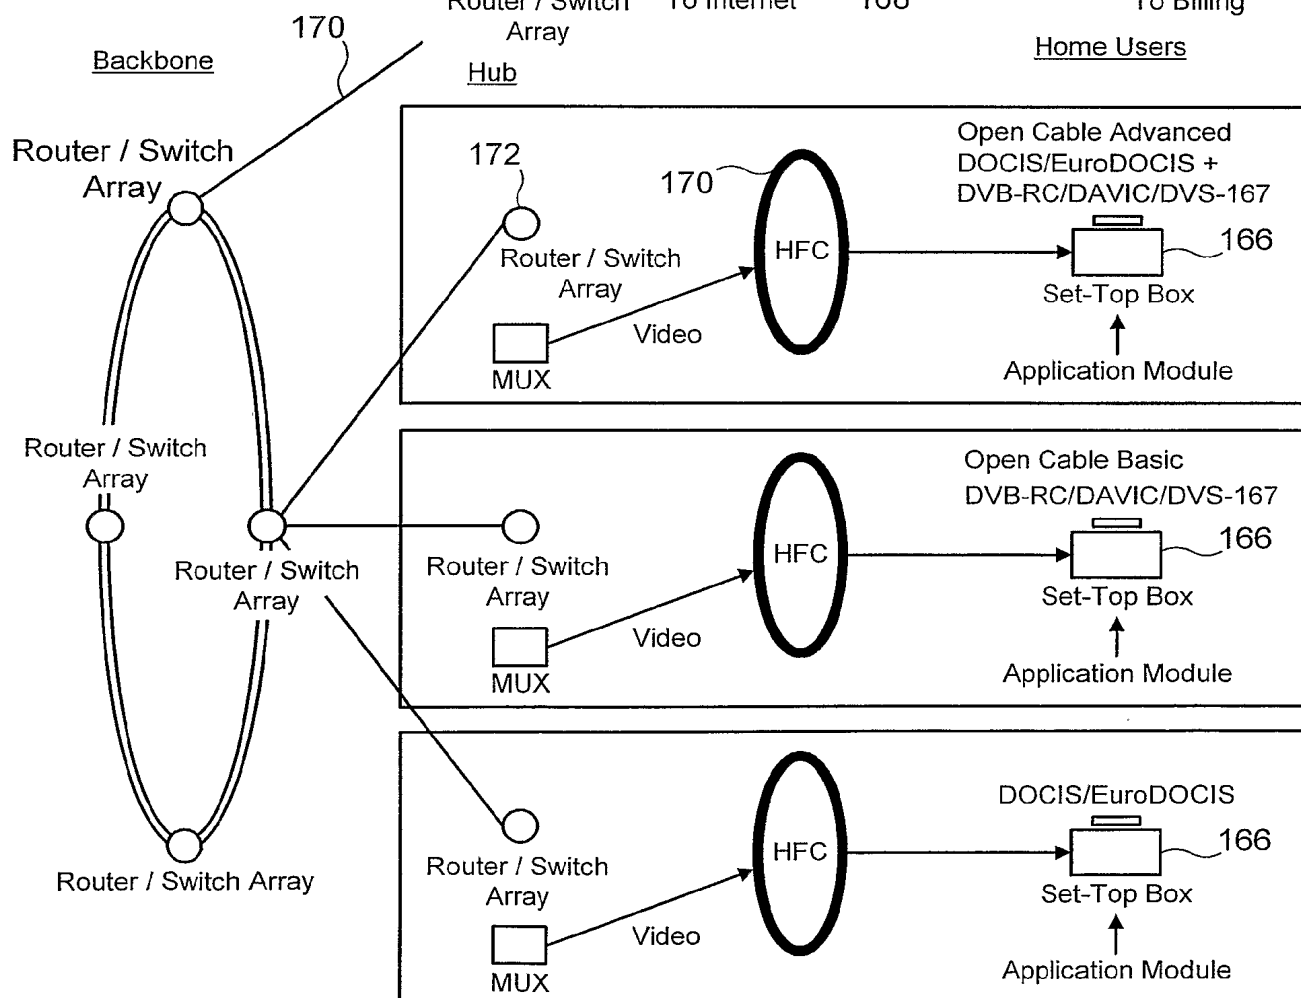 Router / Switch
Array
To Internet
168
To Billing
170
Backbone
Hub
Home Users
Router / Switch
Array
172
Router / Switch
Array
MUX
Video
170
HFC
Open Cable Advanced
DOCIS/EuroDOCIS +
DVB-RC/DAVIC/DVS-167
166
Set-Top Box
Application Module
Router / Switch
Array
Router / Switch
Array
Router / Switch
Array
MUX
Video
HFC
Open Cable Basic
DVB-RC/DAVIC/DVS-167
166
Set-Top Box
Application Module
Router / Switch Array
Router / Switch
Array
MUX
Video
HFC
DOCIS/EuroDOCIS
166
Set-Top Box
Application Module